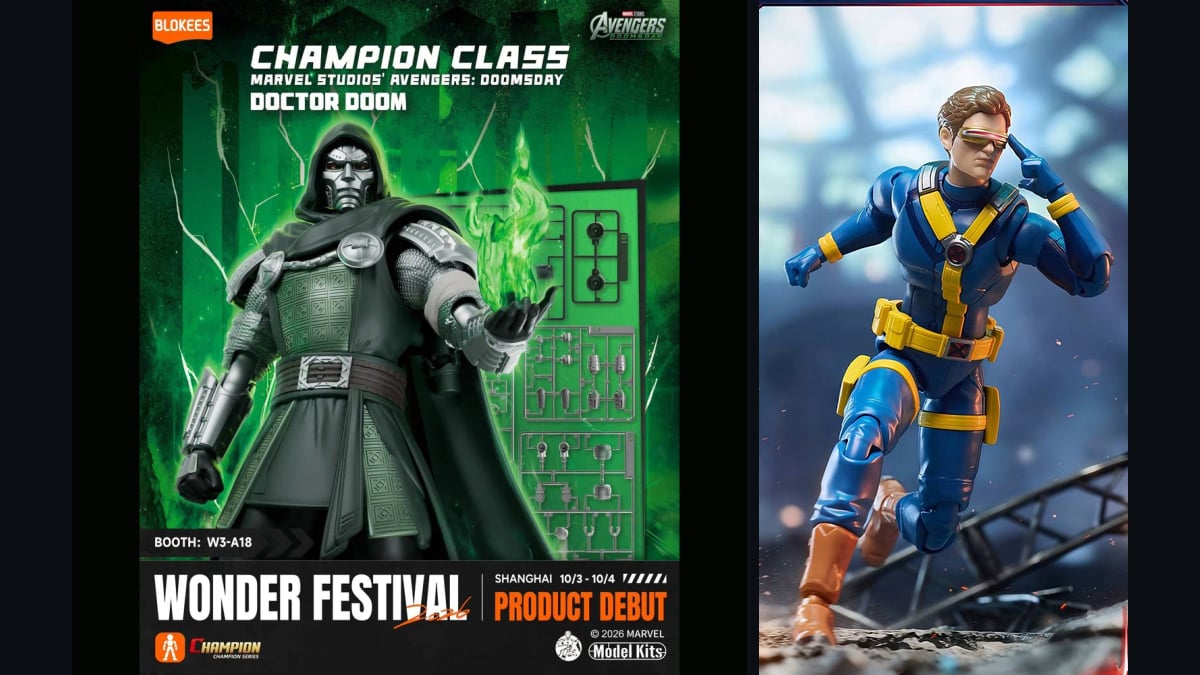 BLOKEES
MARVEL STUDIOS
AVENGERS
DOOMSDAY
CHAMPION CLASS
MARVEL STUDIOS' AVENGERS: DOOMSDAY
DOCTOR DOOM
BOOTH: W3-A18
WONDER FESTIVAL
2026
SHANGHAI 10/3 - 10/4
PRODUCT DEBUT
CHAMPION
CHAMPION SERIES
© 2026 MARVEL
Model Kits